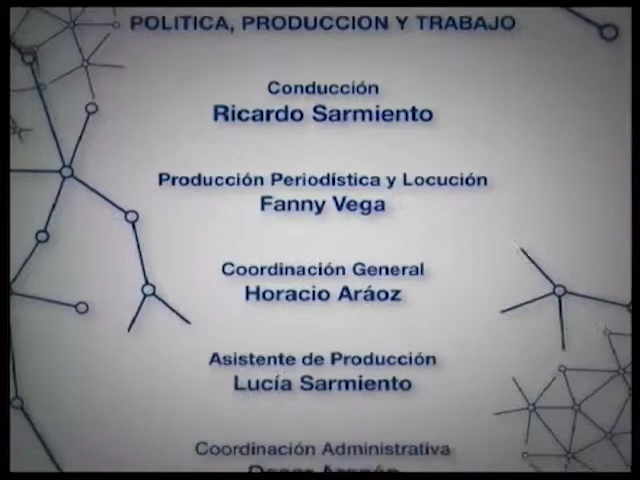 POLITICA, PRODUCCION Y TRABAJO
Conducción
Ricardo Sarmiento
Producción Periodística y Locución
Fanny Vega
Coordinación General
Horacio Aráoz
Asistente de Producción
Lucía Sarmiento
Coordinación Administrativa